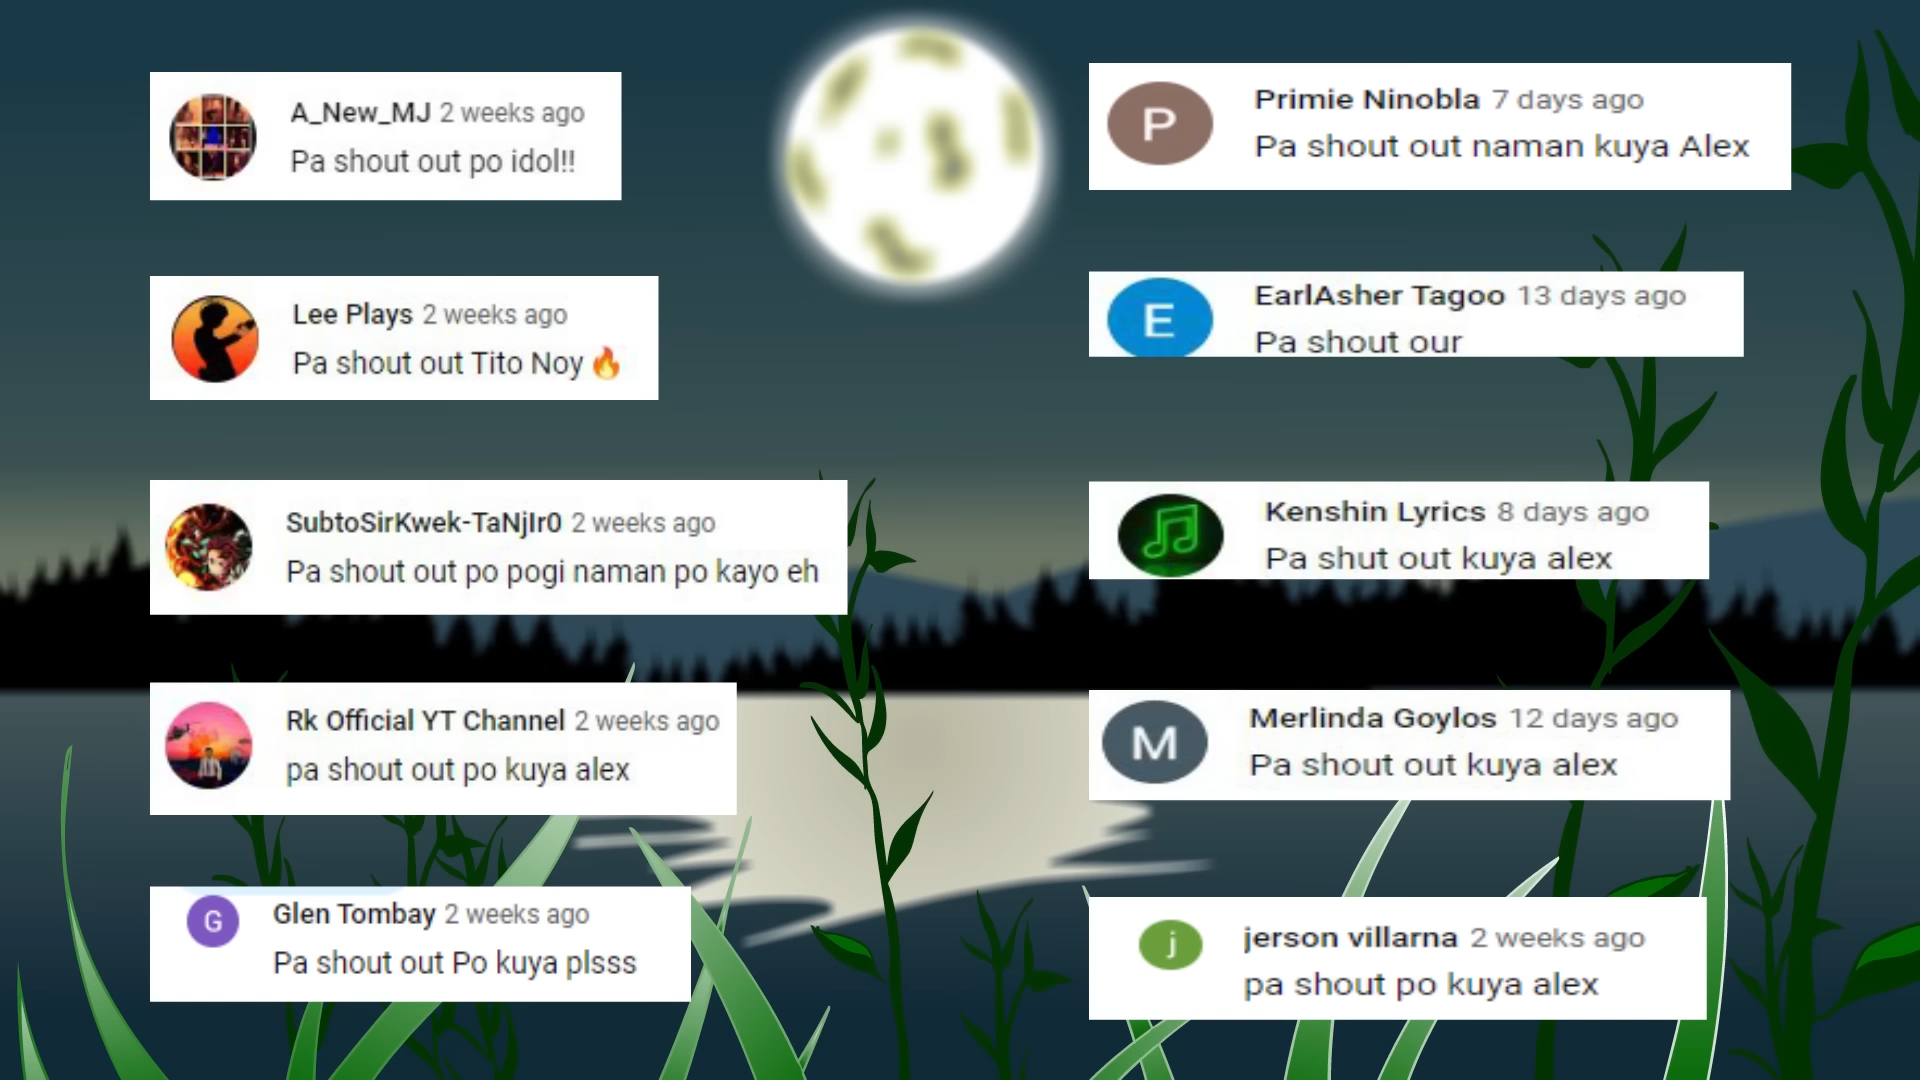 A_New_MJ 2 weeks ago
Pa shout out po idol!!
Lee Plays 2 weeks ago
Pa shout out Tito Noy 🔥
SubtoSirKwek-TaNjIr0 2 weeks ago
Pa shout out po pogi naman po kayo eh
Rk Official YT Channel 2 weeks ago
pa shout out po kuya alex
G
Glen Tombay 2 weeks ago
Pa shout out Po kuya plsss
P
Primie Ninobla 7 days ago
Pa shout out naman kuya Alex
E
EarlAsher Tagoo 13 days ago
Pa shout our
Kenshin Lyrics 8 days ago
Pa shut out kuya alex
M
Merlinda Goylos 12 days ago
Pa shout out kuya alex
j
jerson villarna 2 weeks ago
pa shout po kuya alex